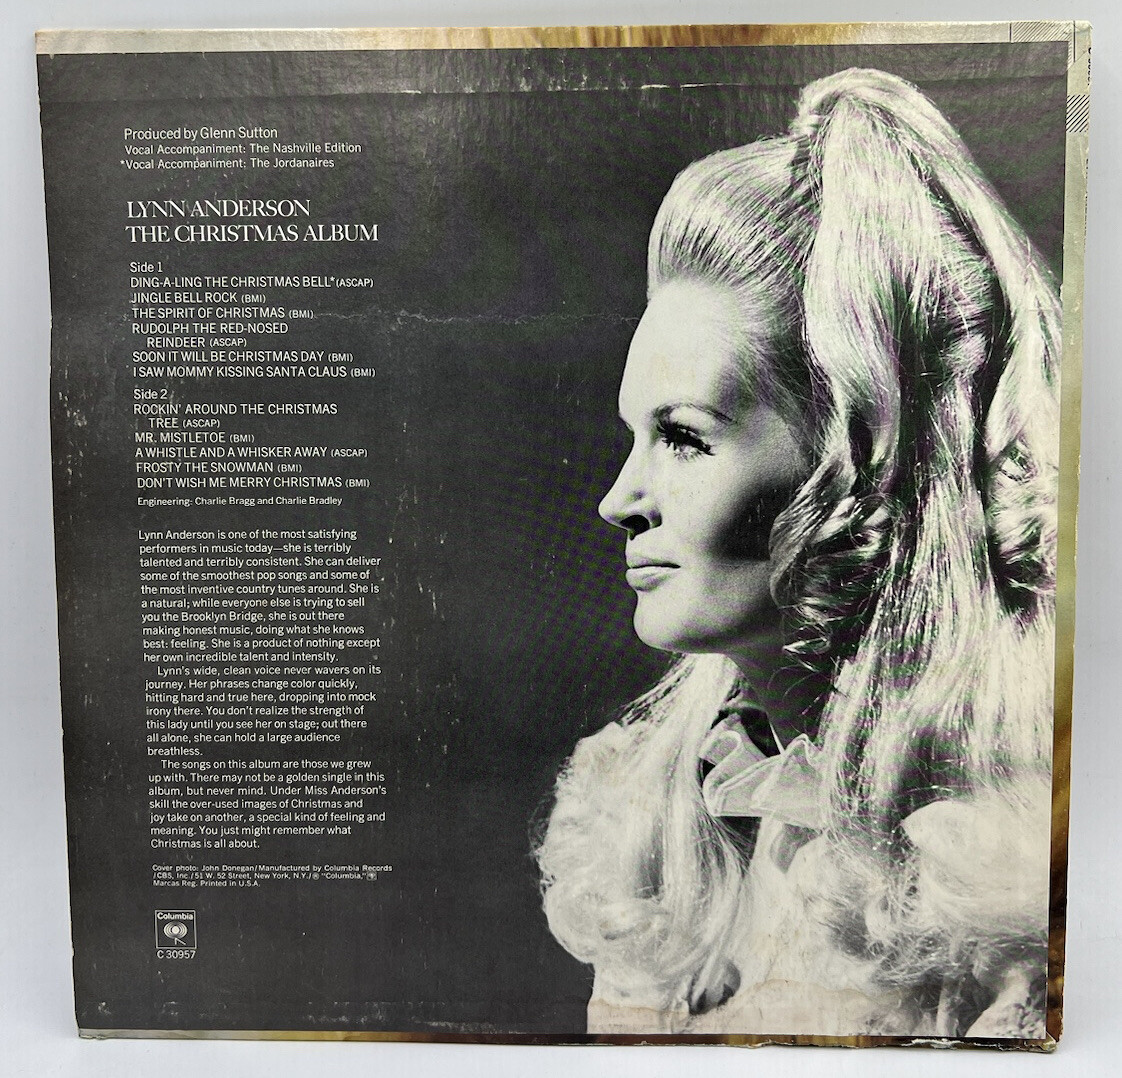 Produced by Glenn Sutton
Vocal Accompaniment: The Nashville Edition
*Vocal Accompaniment: The Jordanaires
LYNN ANDERSON
THE CHRISTMAS ALBUM
Side 1
DING-A-LING THE CHRISTMAS BELL* (ASCAP)
JINGLE BELL ROCK (BMI)
THE SPIRIT OF CHRISTMAS (BMI)
RUDOLPH THE RED-NOSED
REINDEER (ASCAP)
SOON IT WILL BE CHRISTMAS DAY (BMI)
I SAW MOMMY KISSING SANTA CLAUS (BMI)
Side 2
ROCKIN' AROUND THE CHRISTMAS
TREE (ASCAP)
MR. MISTLETOE (BMI)
A WHISTLE AND A WHISKER AWAY (ASCAP)
FROSTY THE SNOWMAN (BMI)
DON'T WISH ME MERRY CHRISTMAS (BMI)
Engineering: Charlie Bragg and Charlie Bradley
Lynn Anderson is one of the most satisfying
performers in music today—she is terribly
talented and terribly consistent. She can deliver
some of the smoothest pop songs and some of
the most inventive country tunes around. She is
a natural; while everyone else is trying to sell
you the Brooklyn Bridge, she is out there
making honest music, doing what she knows
best: feeling. She is a product of nothing except
her own incredible talent and intensity.
Lynn's wide, clean voice never wavers on its
journey. Her phrases change color quickly,
hitting hard and true here, dropping into mock
irony there. You don't realize the strength of
this lady until you see her on stage; out there
all alone, she can hold a large audience
breathless.
The songs on this album are those we grew
up with. There may not be a golden single in this
album, but never mind. Under Miss Anderson's
skill the over-used images of Christmas and
joy take on another, a special kind of feeling and
meaning. You just might remember what
Christmas is all about.
Cover photo: John Donegan/Manufactured by Columbia Records
/CBS, Inc./51 W. 52 Street, New York, N.Y./® "Columbia,"
Marcas Reg. Printed in U.S.A.
Columbia
C 30957